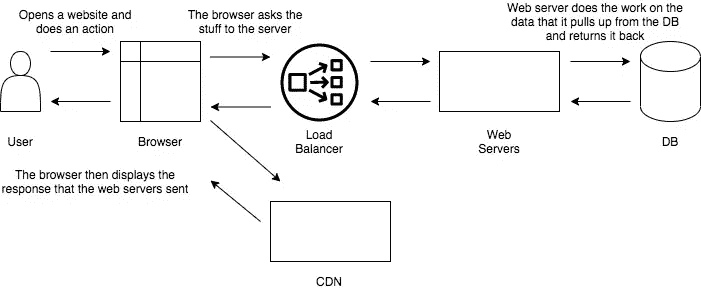 Opens a website and
does an action
The browser asks the
stuff to the server
Web server does the work on the
data that it pulls up from the DB
and returns it back
User
Browser
Load
Balancer
Web
Servers
DB
The browser then displays the
response that the web servers sent
CDN